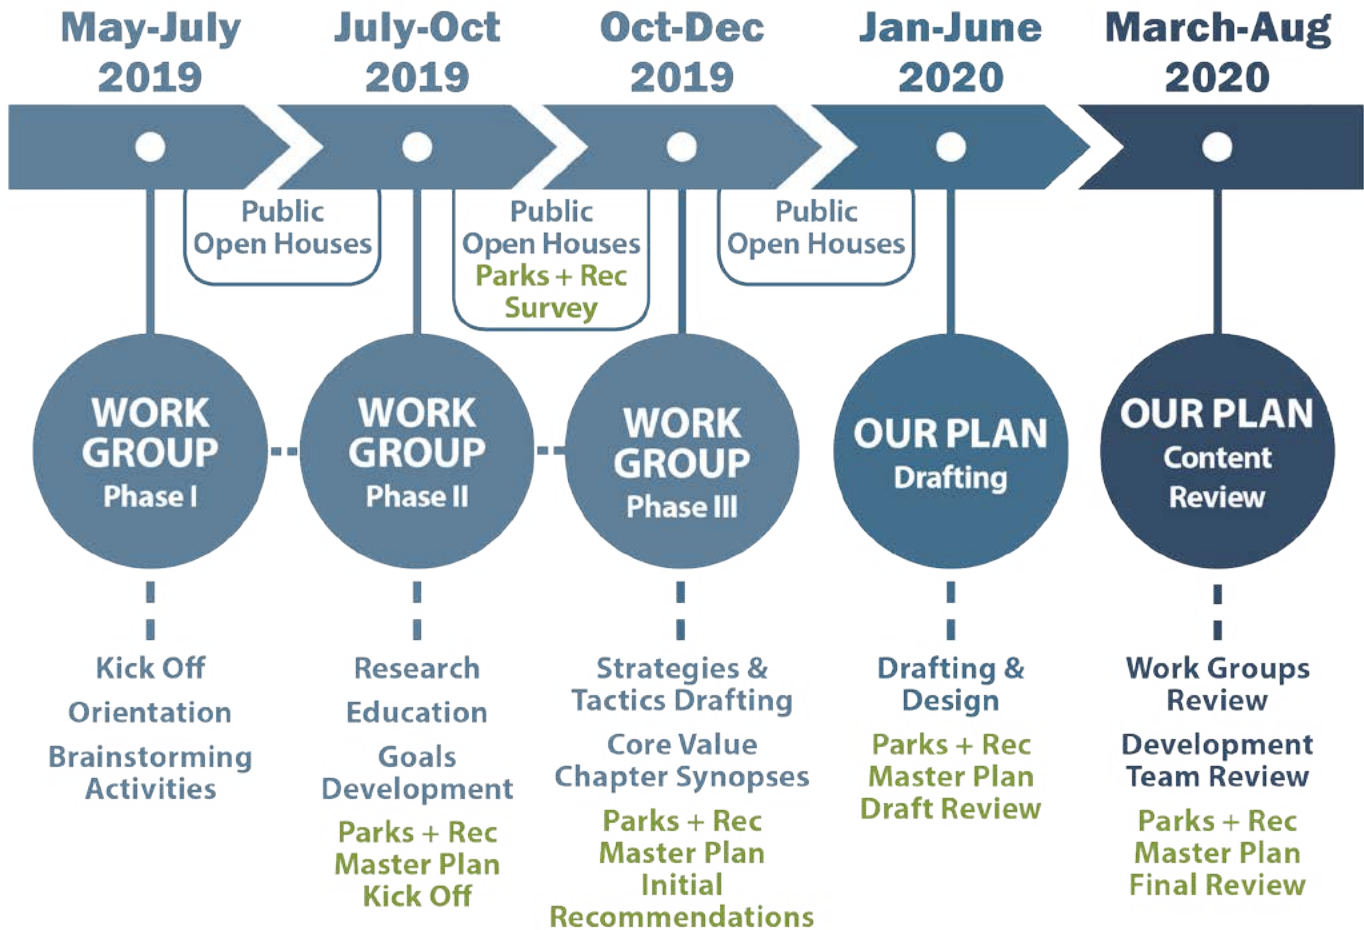 May-July
2019
July-Oct
2019
Oct-Dec
2019
Jan-June
2020
March-Aug
2020
Public
Open Houses
Public
Open Houses
Parks + Rec
Survey
Public
Open Houses
WORK
GROUP
Phase I
WORK
GROUP
Phase II
WORK
GROUP
Phase III
OUR PLAN
Drafting
OUR PLAN
Content
Review
Kick Off
Orientation
Brainstorming
Activities
Research
Education
Goals
Development
Parks + Rec
Master Plan
Kick Off
Strategies &
Tactics Drafting
Core Value
Chapter Synopses
Parks + Rec
Master Plan
Initial
Recommendations
Drafting &
Design
Parks + Rec
Master Plan
Draft Review
Work Groups
Review
Development
Team Review
Parks + Rec
Master Plan
Final Review